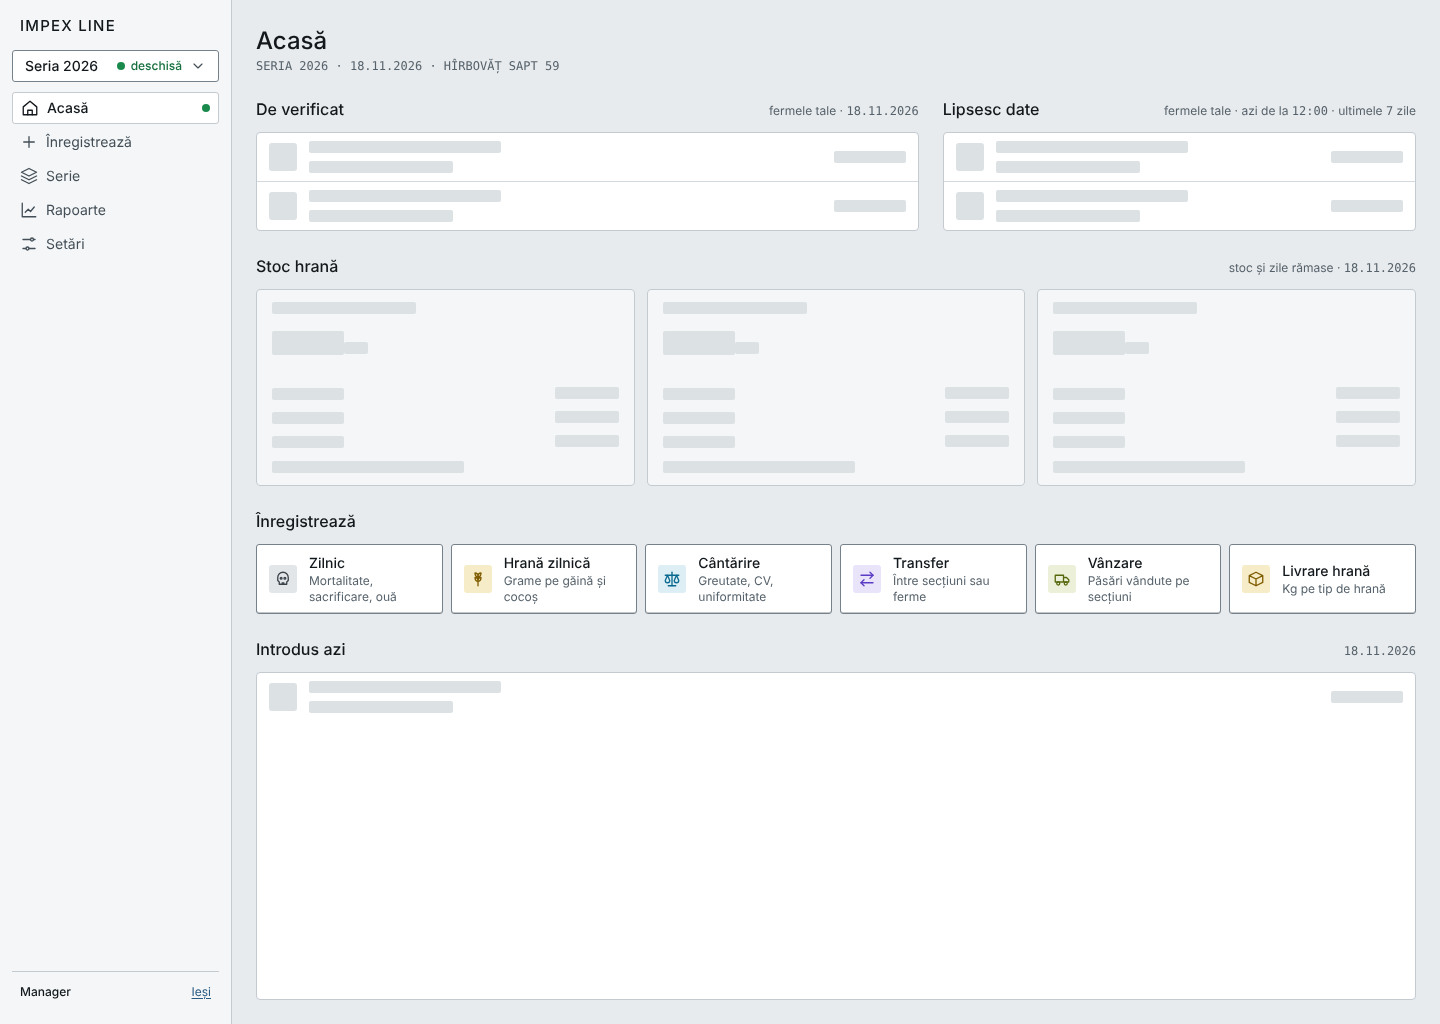 IMPEX LINE
Seria 2026
deschisă
Acasă
Înregistrează
Serie
Rapoarte
Setări
Manager
Ieși
Acasă
SERIA 2026 · 18.11.2026 · HÎRBOVĂȚ SAPT 59
De verificat
fermele tale · 18.11.2026
Lipsesc date
fermele tale · azi de la 12:00 · ultimele 7 zile
Stoc hrană
stoc și zile rămase · 18.11.2026
Înregistrează
Zilnic
Mortalitate,
sacrificare, ouă
Hrană zilnică
Grame pe găină și
cocoș
Cântărire
Greutate, CV,
uniformitate
Transfer
Între secțiuni sau
ferme
Vânzare
Păsări vândute pe
secțiuni
Livrare hrană
Kg pe tip de hrană
Introdus azi
18.11.2026